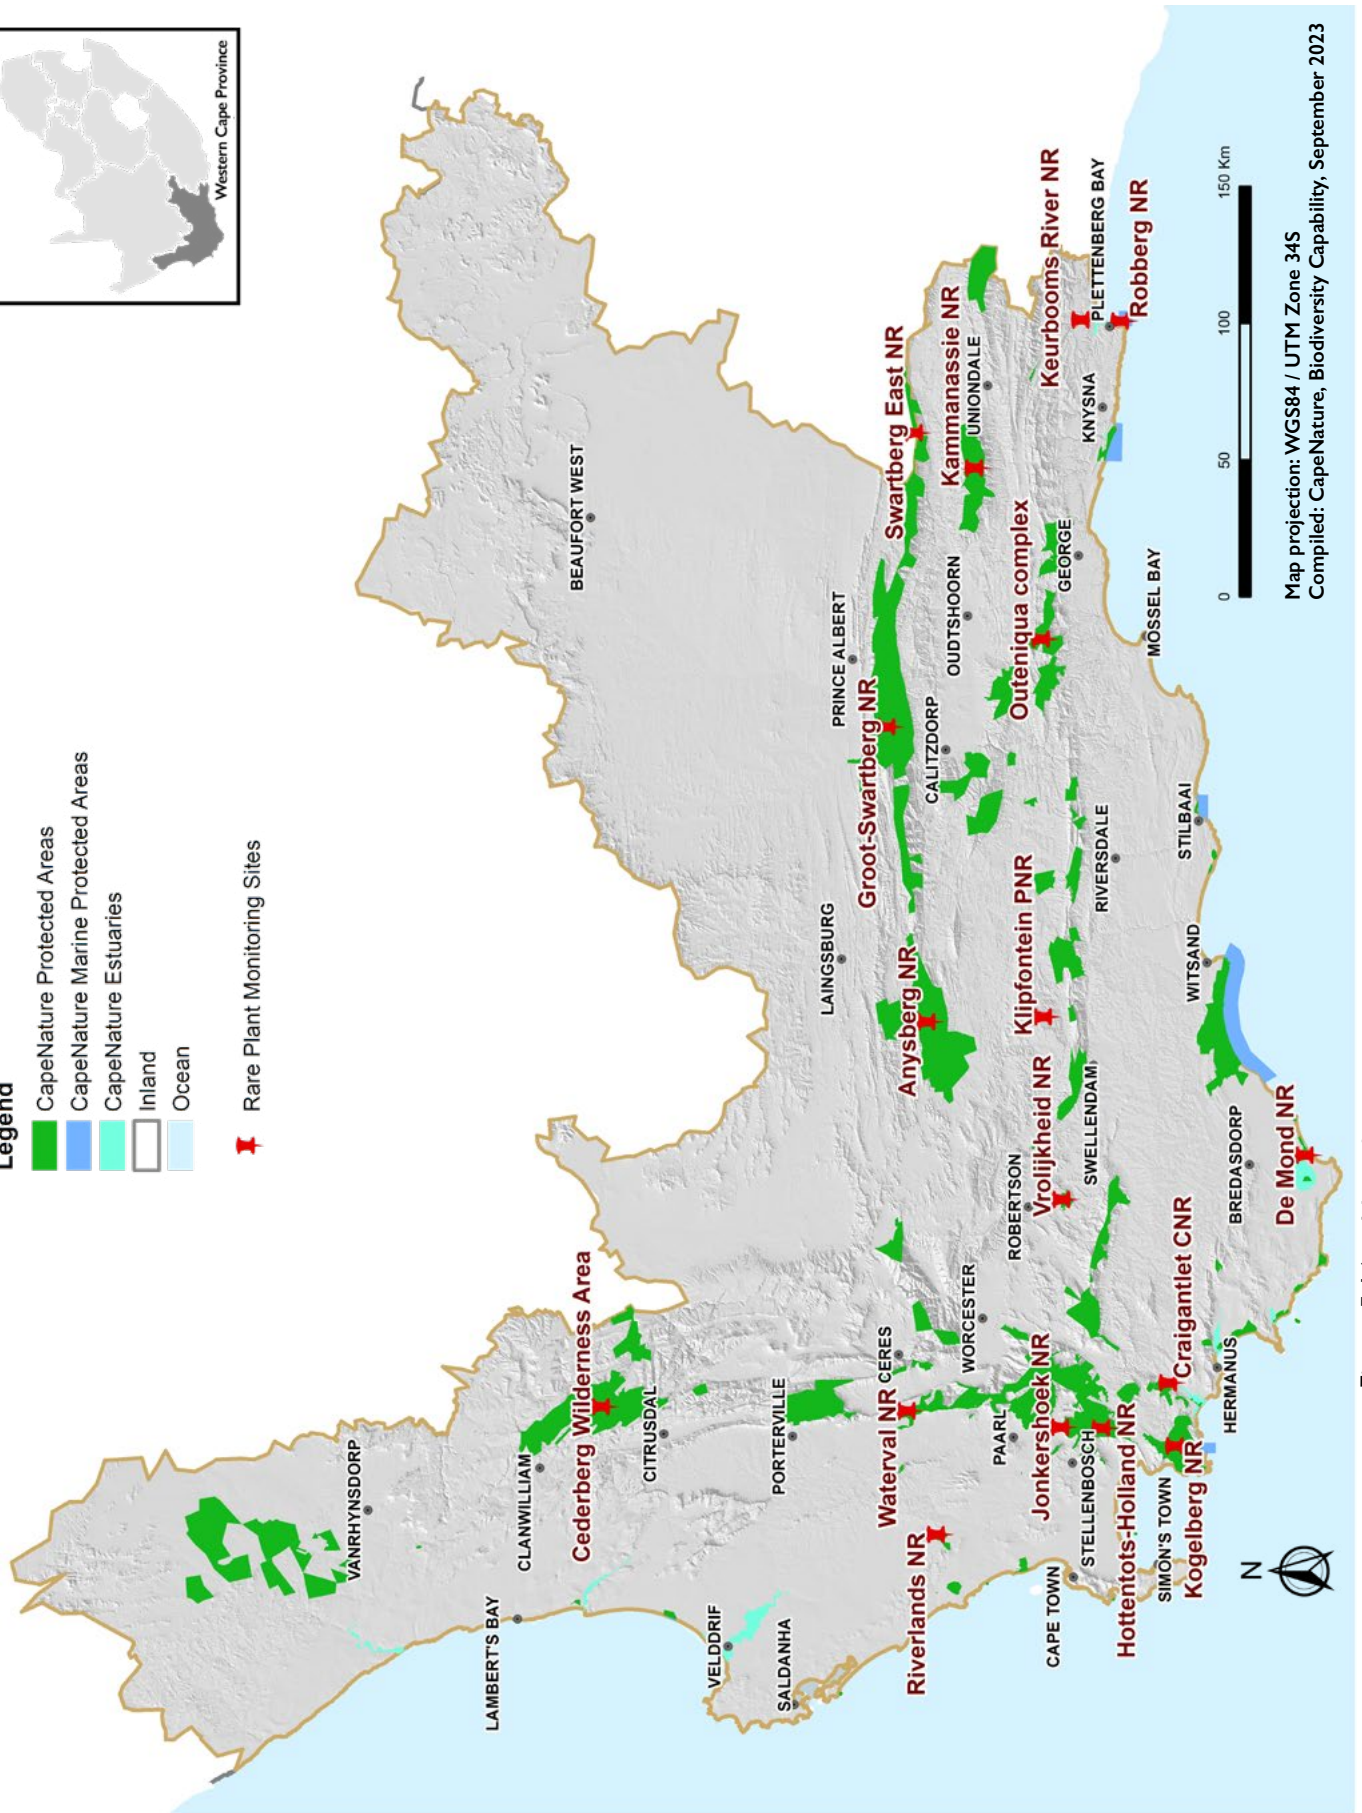 Legend
CapeNature Protected Areas
CapeNature Marine Protected Areas
CapeNature Estuaries
Inland
Ocean
Rare Plant Monitoring Sites
Western Cape Province
VANRHYNSDORP
LAMBERT'S BAY
CLANWILLIAM
Cederberg Wilderness Area
CITRUSDAL
VELDDRIF
SALDANHA
PORTERVILLE
BEAUFORT WEST
LAINGSBURG
PRINCE ALBERT
Groot-Swartberg NR
Swartberg East NR
Riverlands NR
Waterval NR
CERES
Anysberg NR
CALITZDORP
OUDTSHOORN
Kammanassie NR
UNIONDALE
WORCESTER
PAARL
ROBERTSON
Klipfontein PNR
Outeniqua complex
Keurbooms River NR
Jonkershoek NR
Vrolijkheid NR
CAPE TOWN
STELLENBOSCH
SWELLENDAM
RIVERSDALE
GEORGE
KNYSNA
PLETTENBERG BAY
Robberg NR
Hottentots-Holland NR
SIMON'S TOWN
Kogelberg NR
Craigantlet CNR
HERMANUS
BREDASDORP
De Mond NR
WITSAND
STILBAAI
MOSSEL BAY
N
0 50 100 150 Km
Map projection: WGS84 / UTM Zone 34S
Compiled: CapeNature, Biodiversity Capability, September 2023